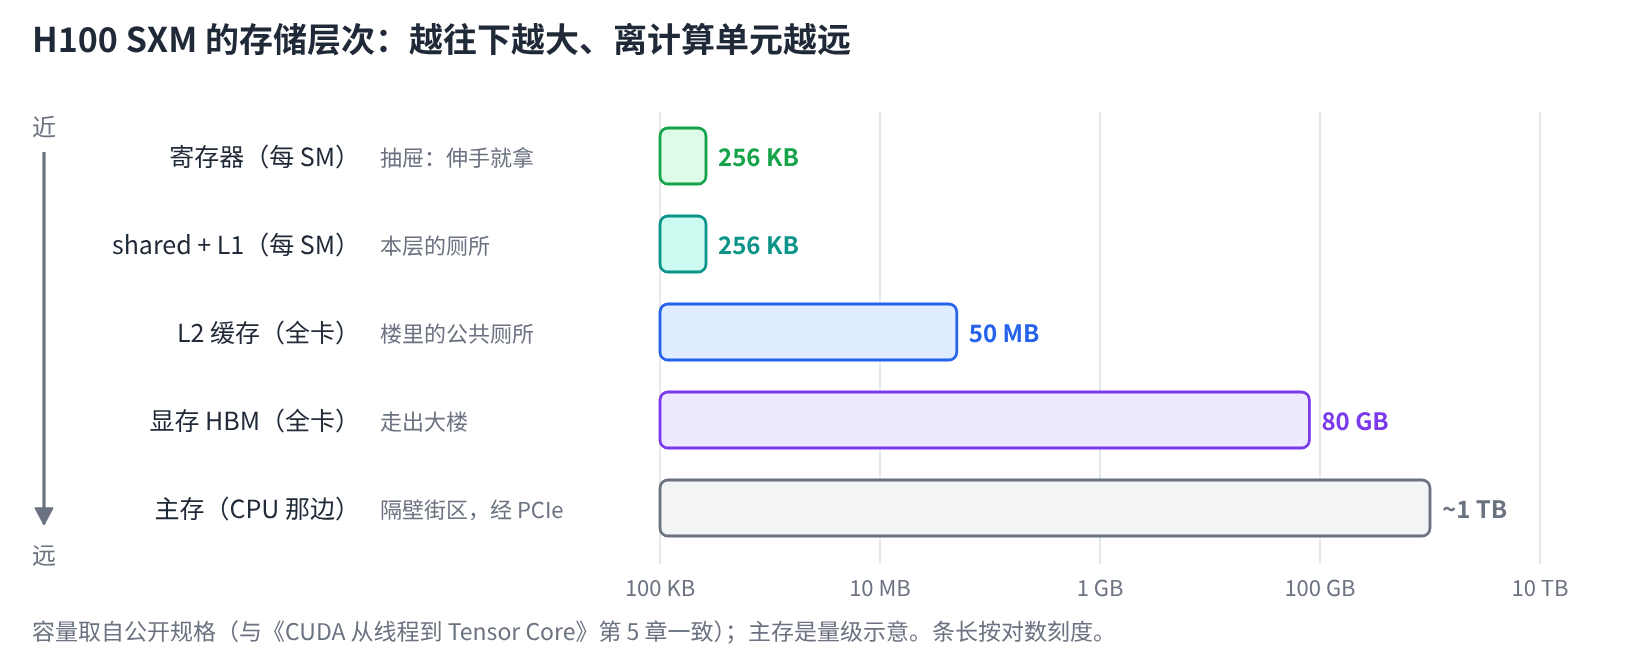 H100 SXM 的存储层次：越往下越大、离计算单元越远
近
寄存器（每 SM） 抽屉：伸手就拿 256 KB
shared + L1（每 SM） 本层的厕所 256 KB
L2 缓存（全卡） 楼里的公共厕所 50 MB
显存 HBM（全卡） 走出大楼 80 GB
主存（CPU 那边） 隔壁街区，经 PCIe ~1 TB
远
100 KB 10 MB 1 GB 100 GB 10 TB
容量取自公开规格（与《CUDA 从线程到 Tensor Core》第 5 章一致）；主存是量级示意。条长按对数刻度。